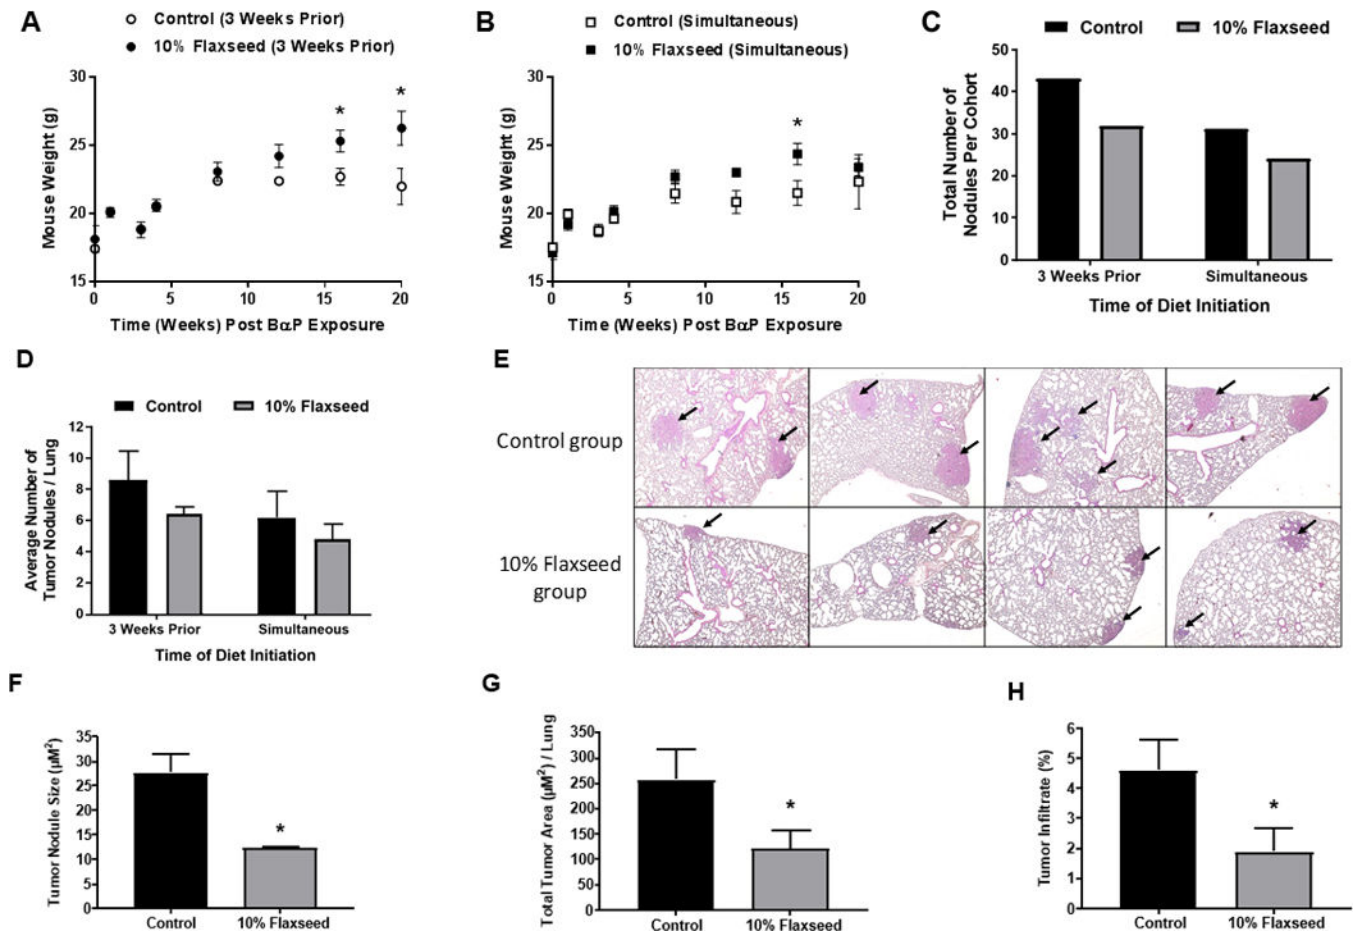 A
Control (3 Weeks Prior)
10% Flaxseed (3 Weeks Prior)
Mouse Weight (g)
30
25
20
15
*
*
0
5
10
15
20
Time (Weeks) Post BαP Exposure
B
Control (Simultaneous)
10% Flaxseed (Simultaneous)
Mouse Weight (g)
30
25
20
15
*
0
5
10
15
20
Time (Weeks) Post BαP Exposure
C
Control
10% Flaxseed
Total Number of
Nodules Per Cohort
50
40
30
20
10
0
3 Weeks Prior
Simultaneous
Time of Diet Initiation
D
Control
10% Flaxseed
Average Number of
Tumor Nodules / Lung
12
10
8
6
4
2
0
3 Weeks Prior
Simultaneous
Time of Diet Initiation
E
Control group
10% Flaxseed
group
F
Tumor Nodule Size (µM²)
35
30
25
20
15
10
5
0
*
Control
10% Flaxseed
G
Total Tumor Area (µM²) / Lung
350
300
250
200
150
100
50
0
*
Control
10% Flaxseed
H
Tumor Infiltrate (%)
6
5
4
3
2
1
0
*
Control
10% Flaxseed